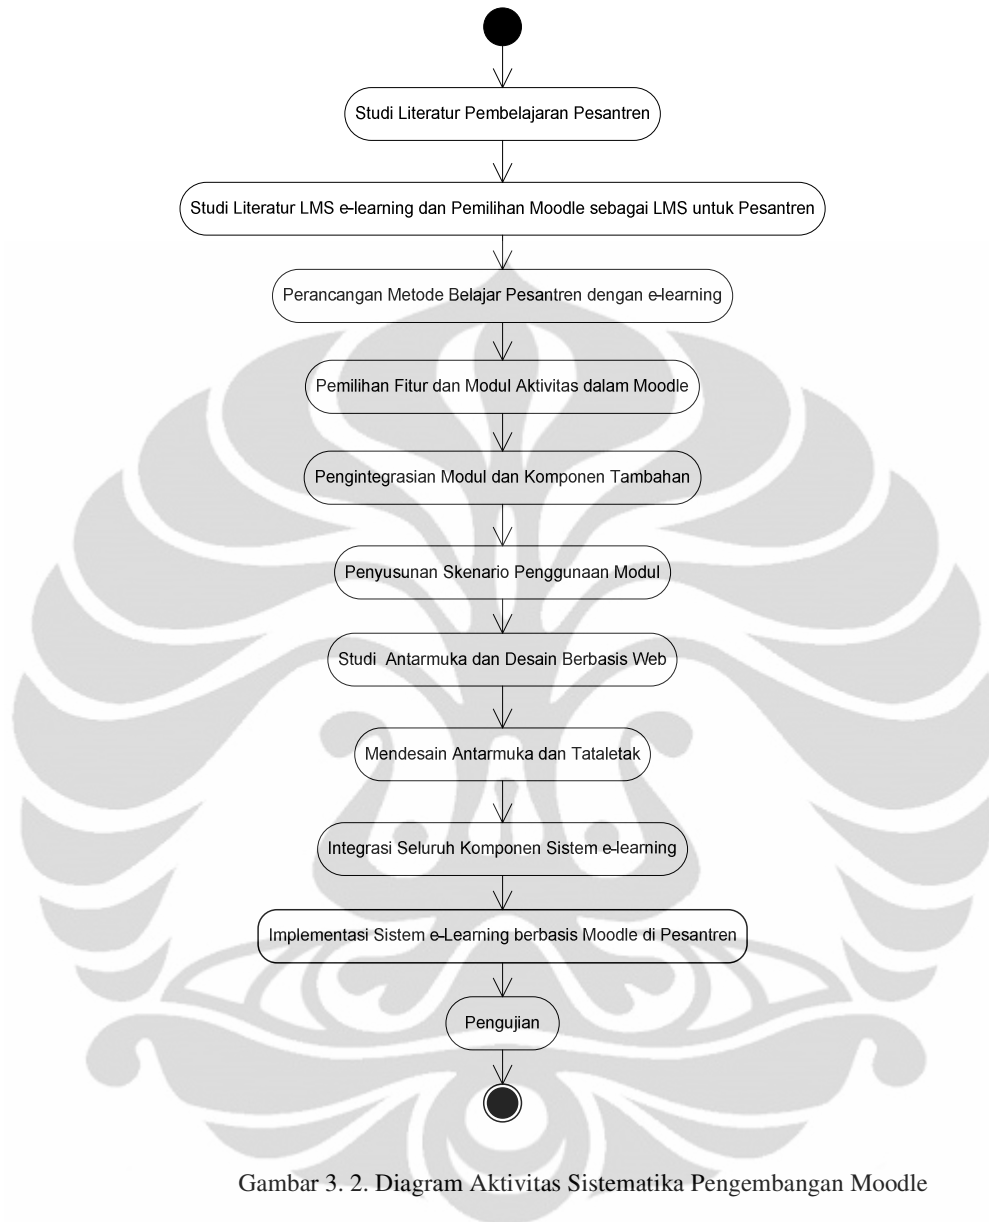 Studi Literatur Pembelajaran Pesantren
Studi Literatur LMS e-learning dan Pemilihan Moodle sebagai LMS untuk Pesantren
Perancangan Metode Belajar Pesantren dengan e-learning
Pemilihan Fitur dan Modul Aktivitas dalam Moodle
Pengintegrasian Modul dan Komponen Tambahan
Penyusunan Skenario Penggunaan Modul
Studi Antarmuka dan Desain Berbasis Web
Mendesain Antarmuka dan Tataletak
Integrasi Seluruh Komponen Sistem e-learning
Implementasi Sistem e-Learning berbasis Moodle di Pesantren
Pengujian
Gambar 3. 2. Diagram Aktivitas Sistematika Pengembangan Moodle